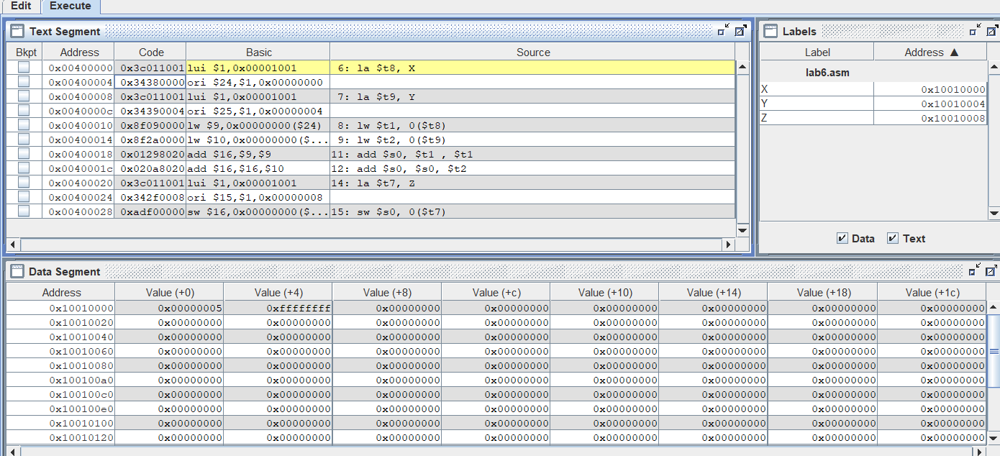 Edit Execute
Text Segment
Bkpt Address Code Basic Source
0x00400000 0x3c011001 lui $1,0x00001001 6: la $t8, X
0x00400004 0x34380000 ori $24,$1,0x00000000
0x00400008 0x3c011001 lui $1,0x00001001 7: la $t9, Y
0x0040000c 0x34390004 ori $25,$1,0x00000004
0x00400010 0x8f090000 lw $9,0x00000000($24) 8: lw $t1, 0($t8)
0x00400014 0x8f2a0000 lw $10,0x00000000($... 9: lw $t2, 0($t9)
0x00400018 0x01298020 add $16,$9,$9 11: add $s0, $t1 , $t1
0x0040001c 0x020a8020 add $16,$16,$10 12: add $s0, $s0, $t2
0x00400020 0x3c011001 lui $1,0x00001001 14: la $t7, Z
0x00400024 0x342f0008 ori $15,$1,0x00000008
0x00400028 0xadf00000 sw $16,0x00000000($... 15: sw $s0, 0($t7)
Labels
Label Address ▲
lab6.asm
X 0x10010000
Y 0x10010004
Z 0x10010008
Data Text
Data Segment
Address Value (+0) Value (+4) Value (+8) Value (+c) Value (+10) Value (+14) Value (+18) Value (+1c)
0x10010000 0x00000005 0xffffffff 0x00000000 0x00000000 0x00000000 0x00000000 0x00000000 0x00000000
0x10010020 0x00000000 0x00000000 0x00000000 0x00000000 0x00000000 0x00000000 0x00000000 0x00000000
0x10010040 0x00000000 0x00000000 0x00000000 0x00000000 0x00000000 0x00000000 0x00000000 0x00000000
0x10010060 0x00000000 0x00000000 0x00000000 0x00000000 0x00000000 0x00000000 0x00000000 0x00000000
0x10010080 0x00000000 0x00000000 0x00000000 0x00000000 0x00000000 0x00000000 0x00000000 0x00000000
0x100100a0 0x00000000 0x00000000 0x00000000 0x00000000 0x00000000 0x00000000 0x00000000 0x00000000
0x100100c0 0x00000000 0x00000000 0x00000000 0x00000000 0x00000000 0x00000000 0x00000000 0x00000000
0x100100e0 0x00000000 0x00000000 0x00000000 0x00000000 0x00000000 0x00000000 0x00000000 0x00000000
0x10010100 0x00000000 0x00000000 0x00000000 0x00000000 0x00000000 0x00000000 0x00000000 0x00000000
0x10010120 0x00000000 0x00000000 0x00000000 0x00000000 0x00000000 0x00000000 0x00000000 0x00000000